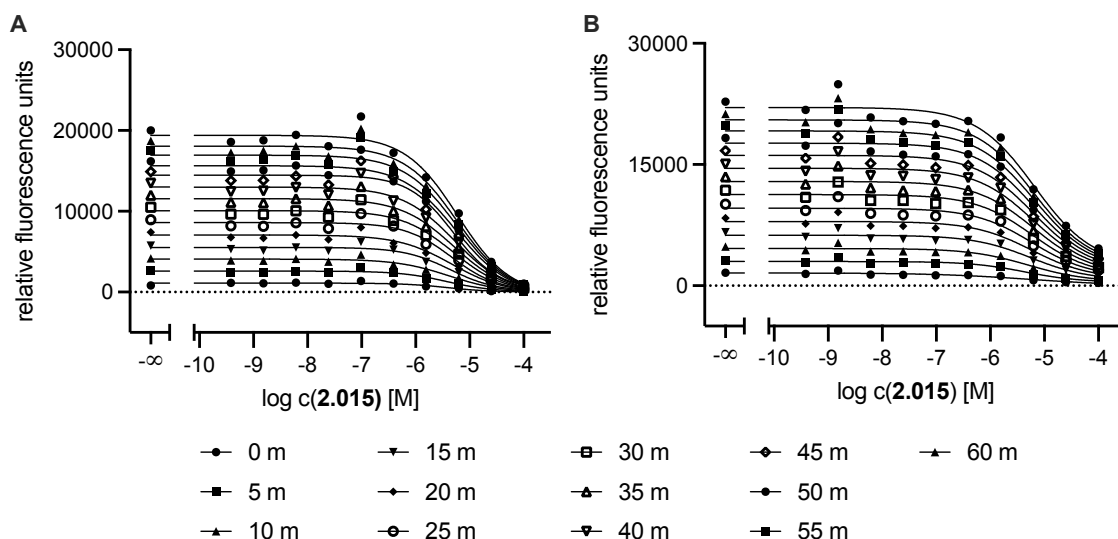 A
relative fluorescence units
30000
20000
10000
0
-∞
-10
-9
-8
-7
-6
-5
-4
log c(2.015) [M]
B
relative fluorescence units
30000
15000
0
-∞
-10
-9
-8
-7
-6
-5
-4
log c(2.015) [M]
0 m
15 m
30 m
45 m
60 m
5 m
20 m
35 m
50 m
10 m
25 m
40 m
55 m